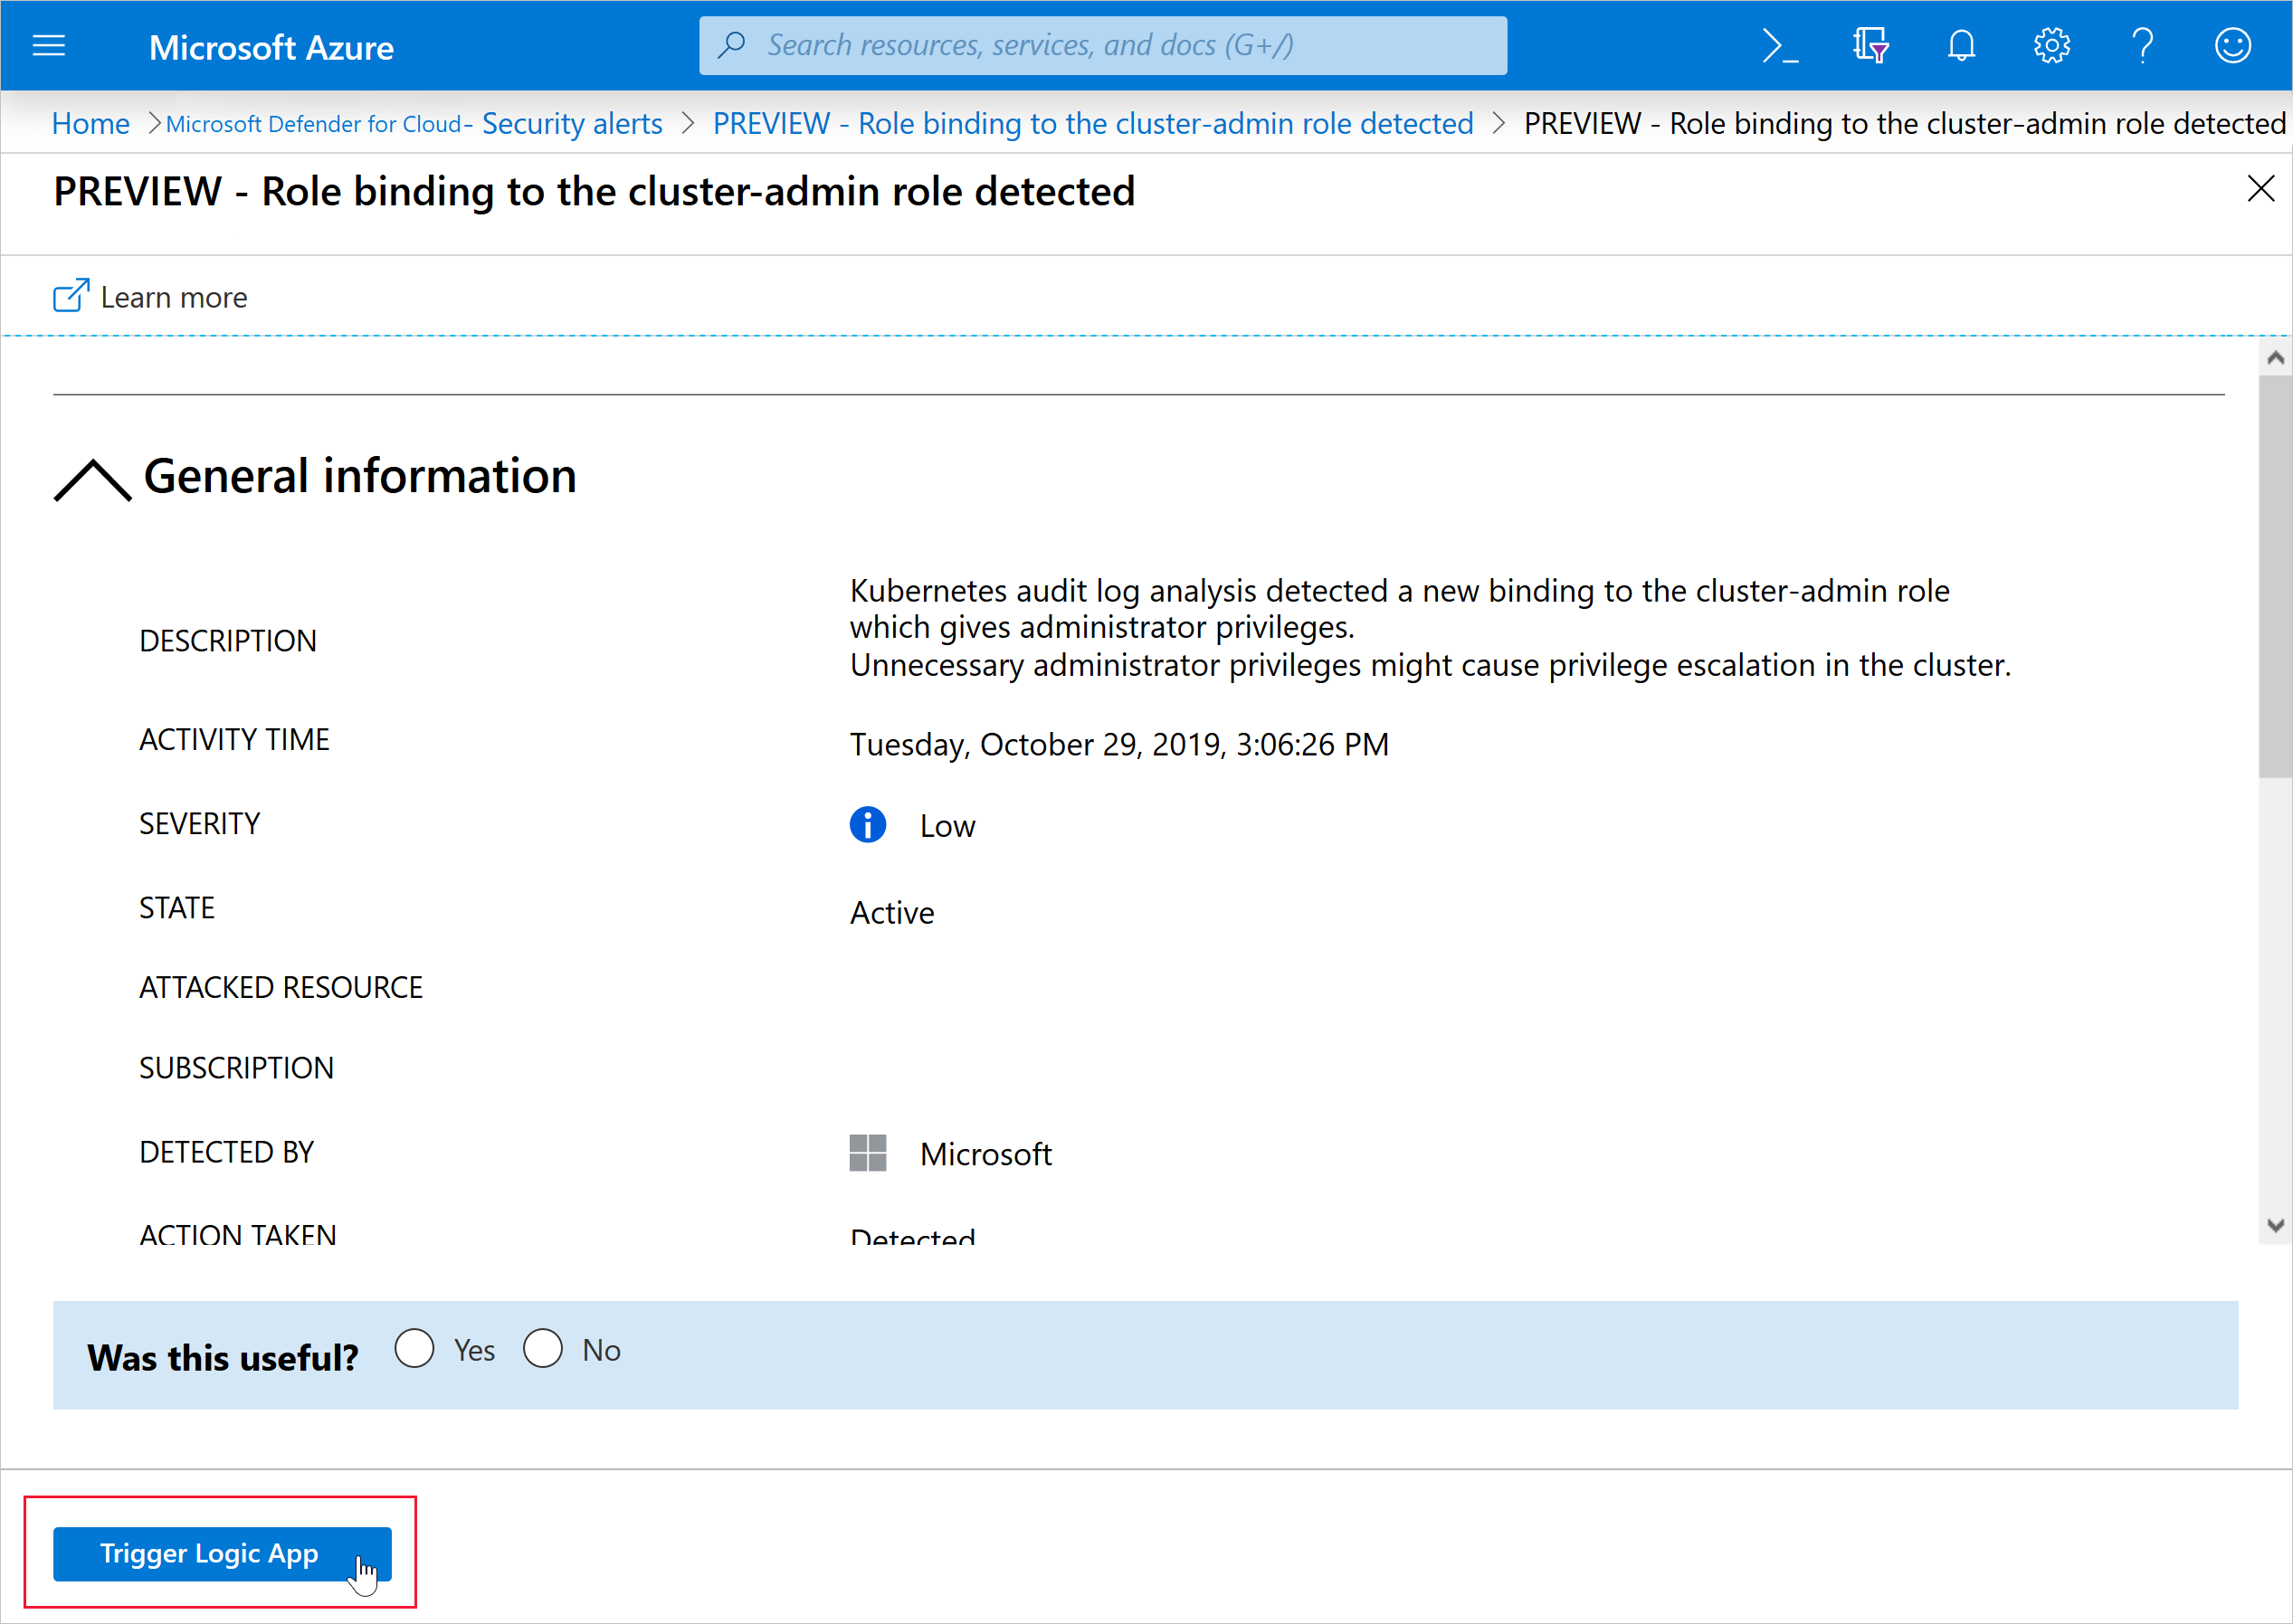 Microsoft Azure
Search resources, services, and docs (G+/)
Home > Microsoft Defender for Cloud - Security alerts > PREVIEW - Role binding to the cluster-admin role detected > PREVIEW - Role binding to the cluster-admin role detected
PREVIEW - Role binding to the cluster-admin role detected
Learn more
General information
DESCRIPTION
Kubernetes audit log analysis detected a new binding to the cluster-admin role
which gives administrator privileges.
Unnecessary administrator privileges might cause privilege escalation in the cluster.
ACTIVITY TIME
Tuesday, October 29, 2019, 3:06:26 PM
SEVERITY
Low
STATE
Active
ATTACKED RESOURCE
SUBSCRIPTION
DETECTED BY
Microsoft
ACTION TAKEN
Detected
Was this useful? Yes No
Trigger Logic App